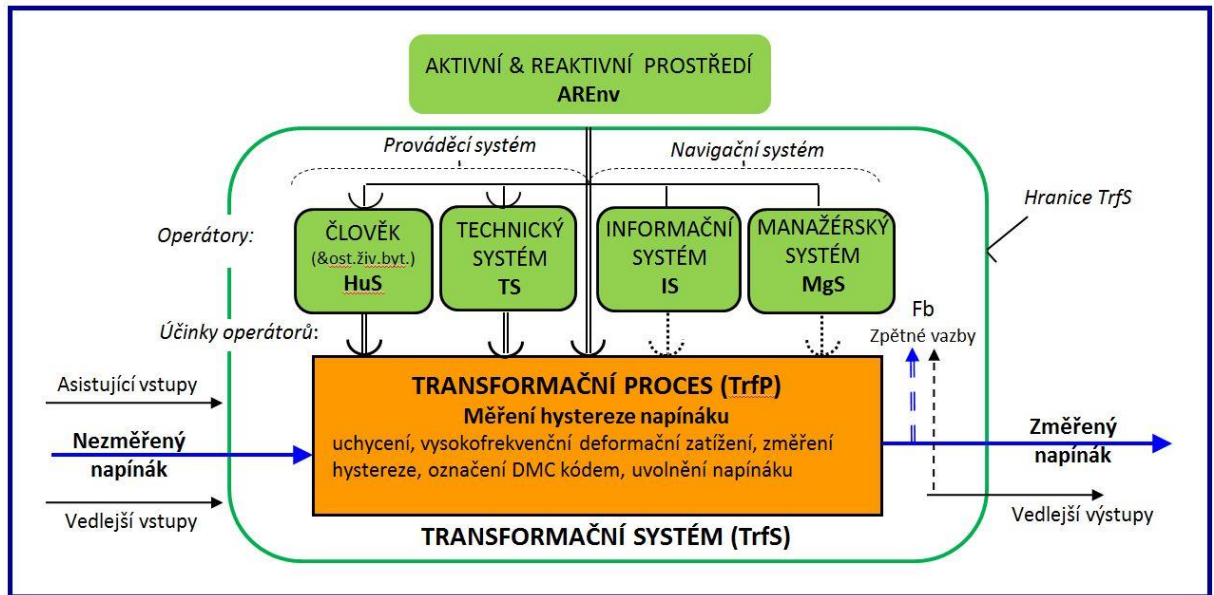 AKTIVNÍ & REAKTIVNÍ PROSTŘEDÍ
AREnv
Prováděcí systém
Navigační systém
Hranice TrfS
Operátory:
ČLOVĚK
(&ost.živ.byt.)
HuS
TECHNICKÝ
SYSTÉM
TS
INFORMAČNÍ
SYSTÉM
IS
MANAŽÉRSKÝ
SYSTÉM
MgS
Účinky operátorů:
Fb
Zpětné vazby
Asistující vstupy
Nezměřený
napínák
Vedlejší vstupy
TRANSFORMAČNÍ PROCES (TrfP)
Měření hystereze napínáku
uchycení, vysokofrekvenční deformační zatížení, změření
hystereze, označení DMC kódem, uvolnění napínáku
Změřený
napínák
Vedlejší výstupy
TRANSFORMAČNÍ SYSTÉM (TrfS)